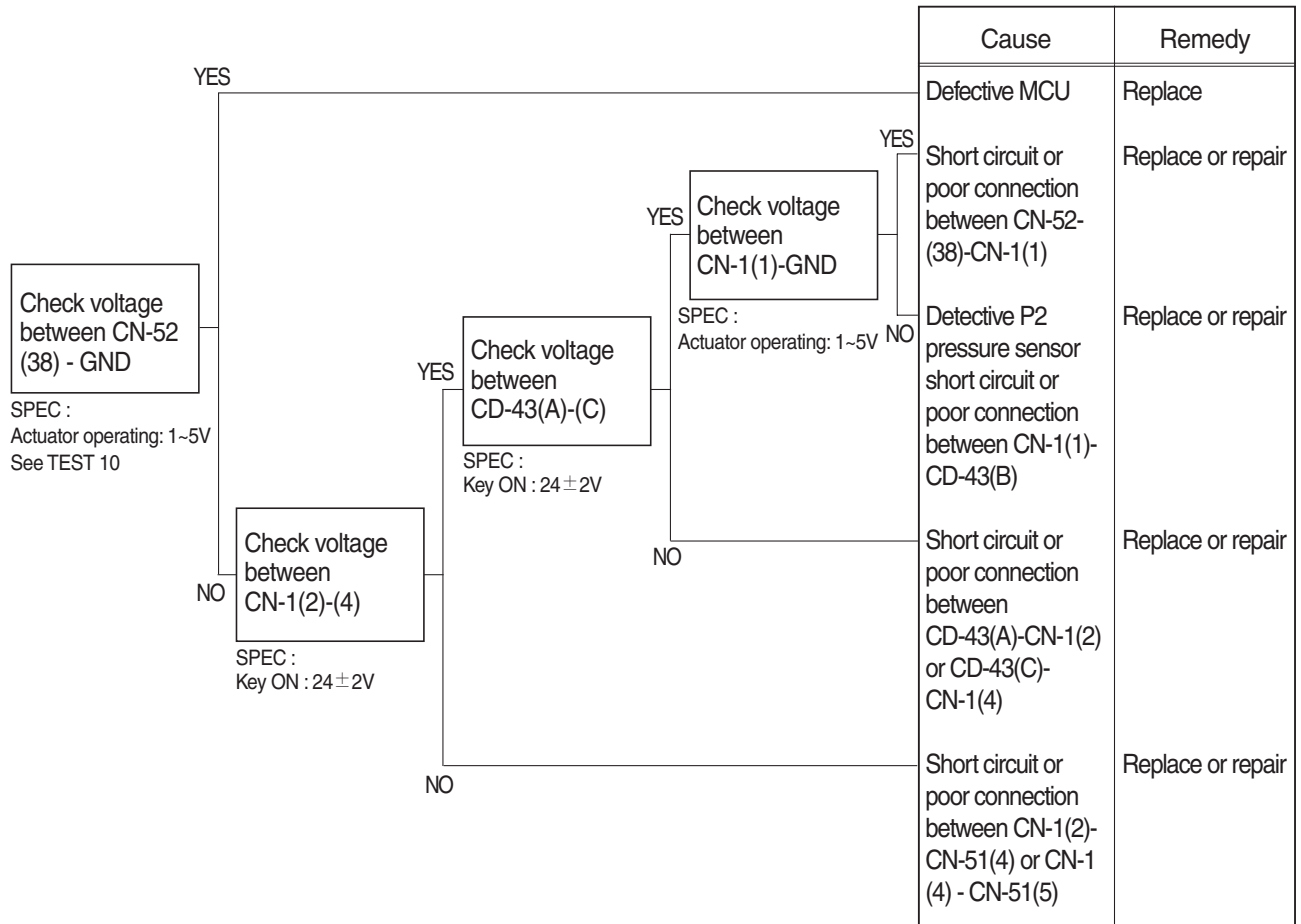 Cause
Remedy
YES
Defective MCU
Replace
YES
Short circuit or
poor connection
between CN-52-
(38)-CN-1(1)
Replace or repair
YES
Check voltage
between
CN-1(1)-GND
SPEC :
Actuator operating: 1~5V
NO
Detective P2
pressure sensor
short circuit or
poor connection
between CN-1(1)-
CD-43(B)
Replace or repair
Check voltage
between CN-52
(38) - GND
SPEC :
Actuator operating: 1~5V
See TEST 10
YES
Check voltage
between
CD-43(A)-(C)
SPEC :
Key ON : 24±2V
NO
Short circuit or
poor connection
between
CD-43(A)-CN-1(2)
or CD-43(C)-
CN-1(4)
Replace or repair
NO
Check voltage
between
CN-1(2)-(4)
SPEC :
Key ON : 24±2V
NO
Short circuit or
poor connection
between CN-1(2)-
CN-51(4) or CN-1
(4) - CN-51(5)
Replace or repair